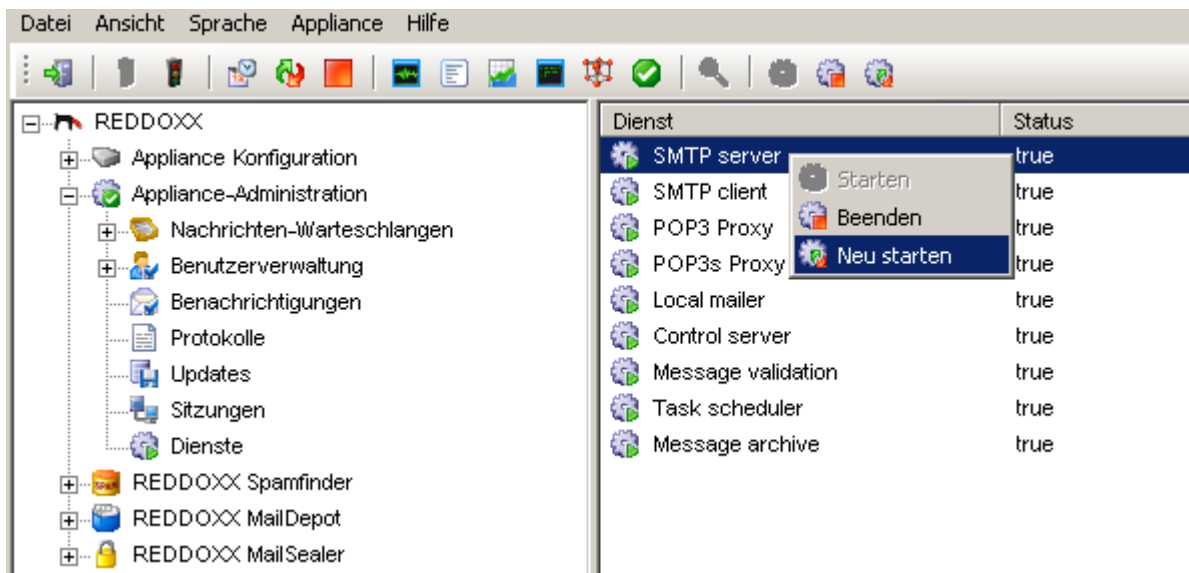 Datei Ansicht Sprache Appliance Hilfe
REDDOXX
Appliance Konfiguration
Appliance-Administration
Nachrichten-Warteschlangen
Benutzerverwaltung
Benachrichtigungen
Protokolle
Updates
Sitzungen
Dienste
REDDOXX Spamfinder
REDDOXX MailDepot
REDDOXX MailSealer
Dienst Status
SMTP server true
SMTP client true
POP3 Proxy true
POP3s Proxy true
Local mailer true
Control server true
Message validation true
Task scheduler true
Message archive true
Starten
Beenden
Neu starten